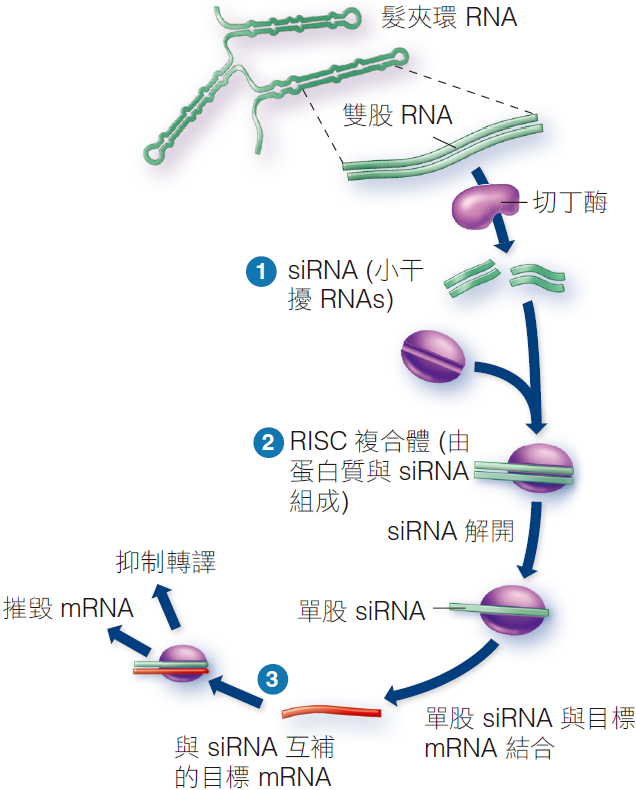 髮夾環 RNA
雙股 RNA
切丁酶
1 siRNA (小干
擾 RNAs)
2 RISC 複合體 (由
蛋白質與 siRNA
組成)
siRNA 解開
單股 siRNA
單股 siRNA 與目標
mRNA 結合
3
與 siRNA 互補
的目標 mRNA
抑制轉譯
摧毀 mRNA